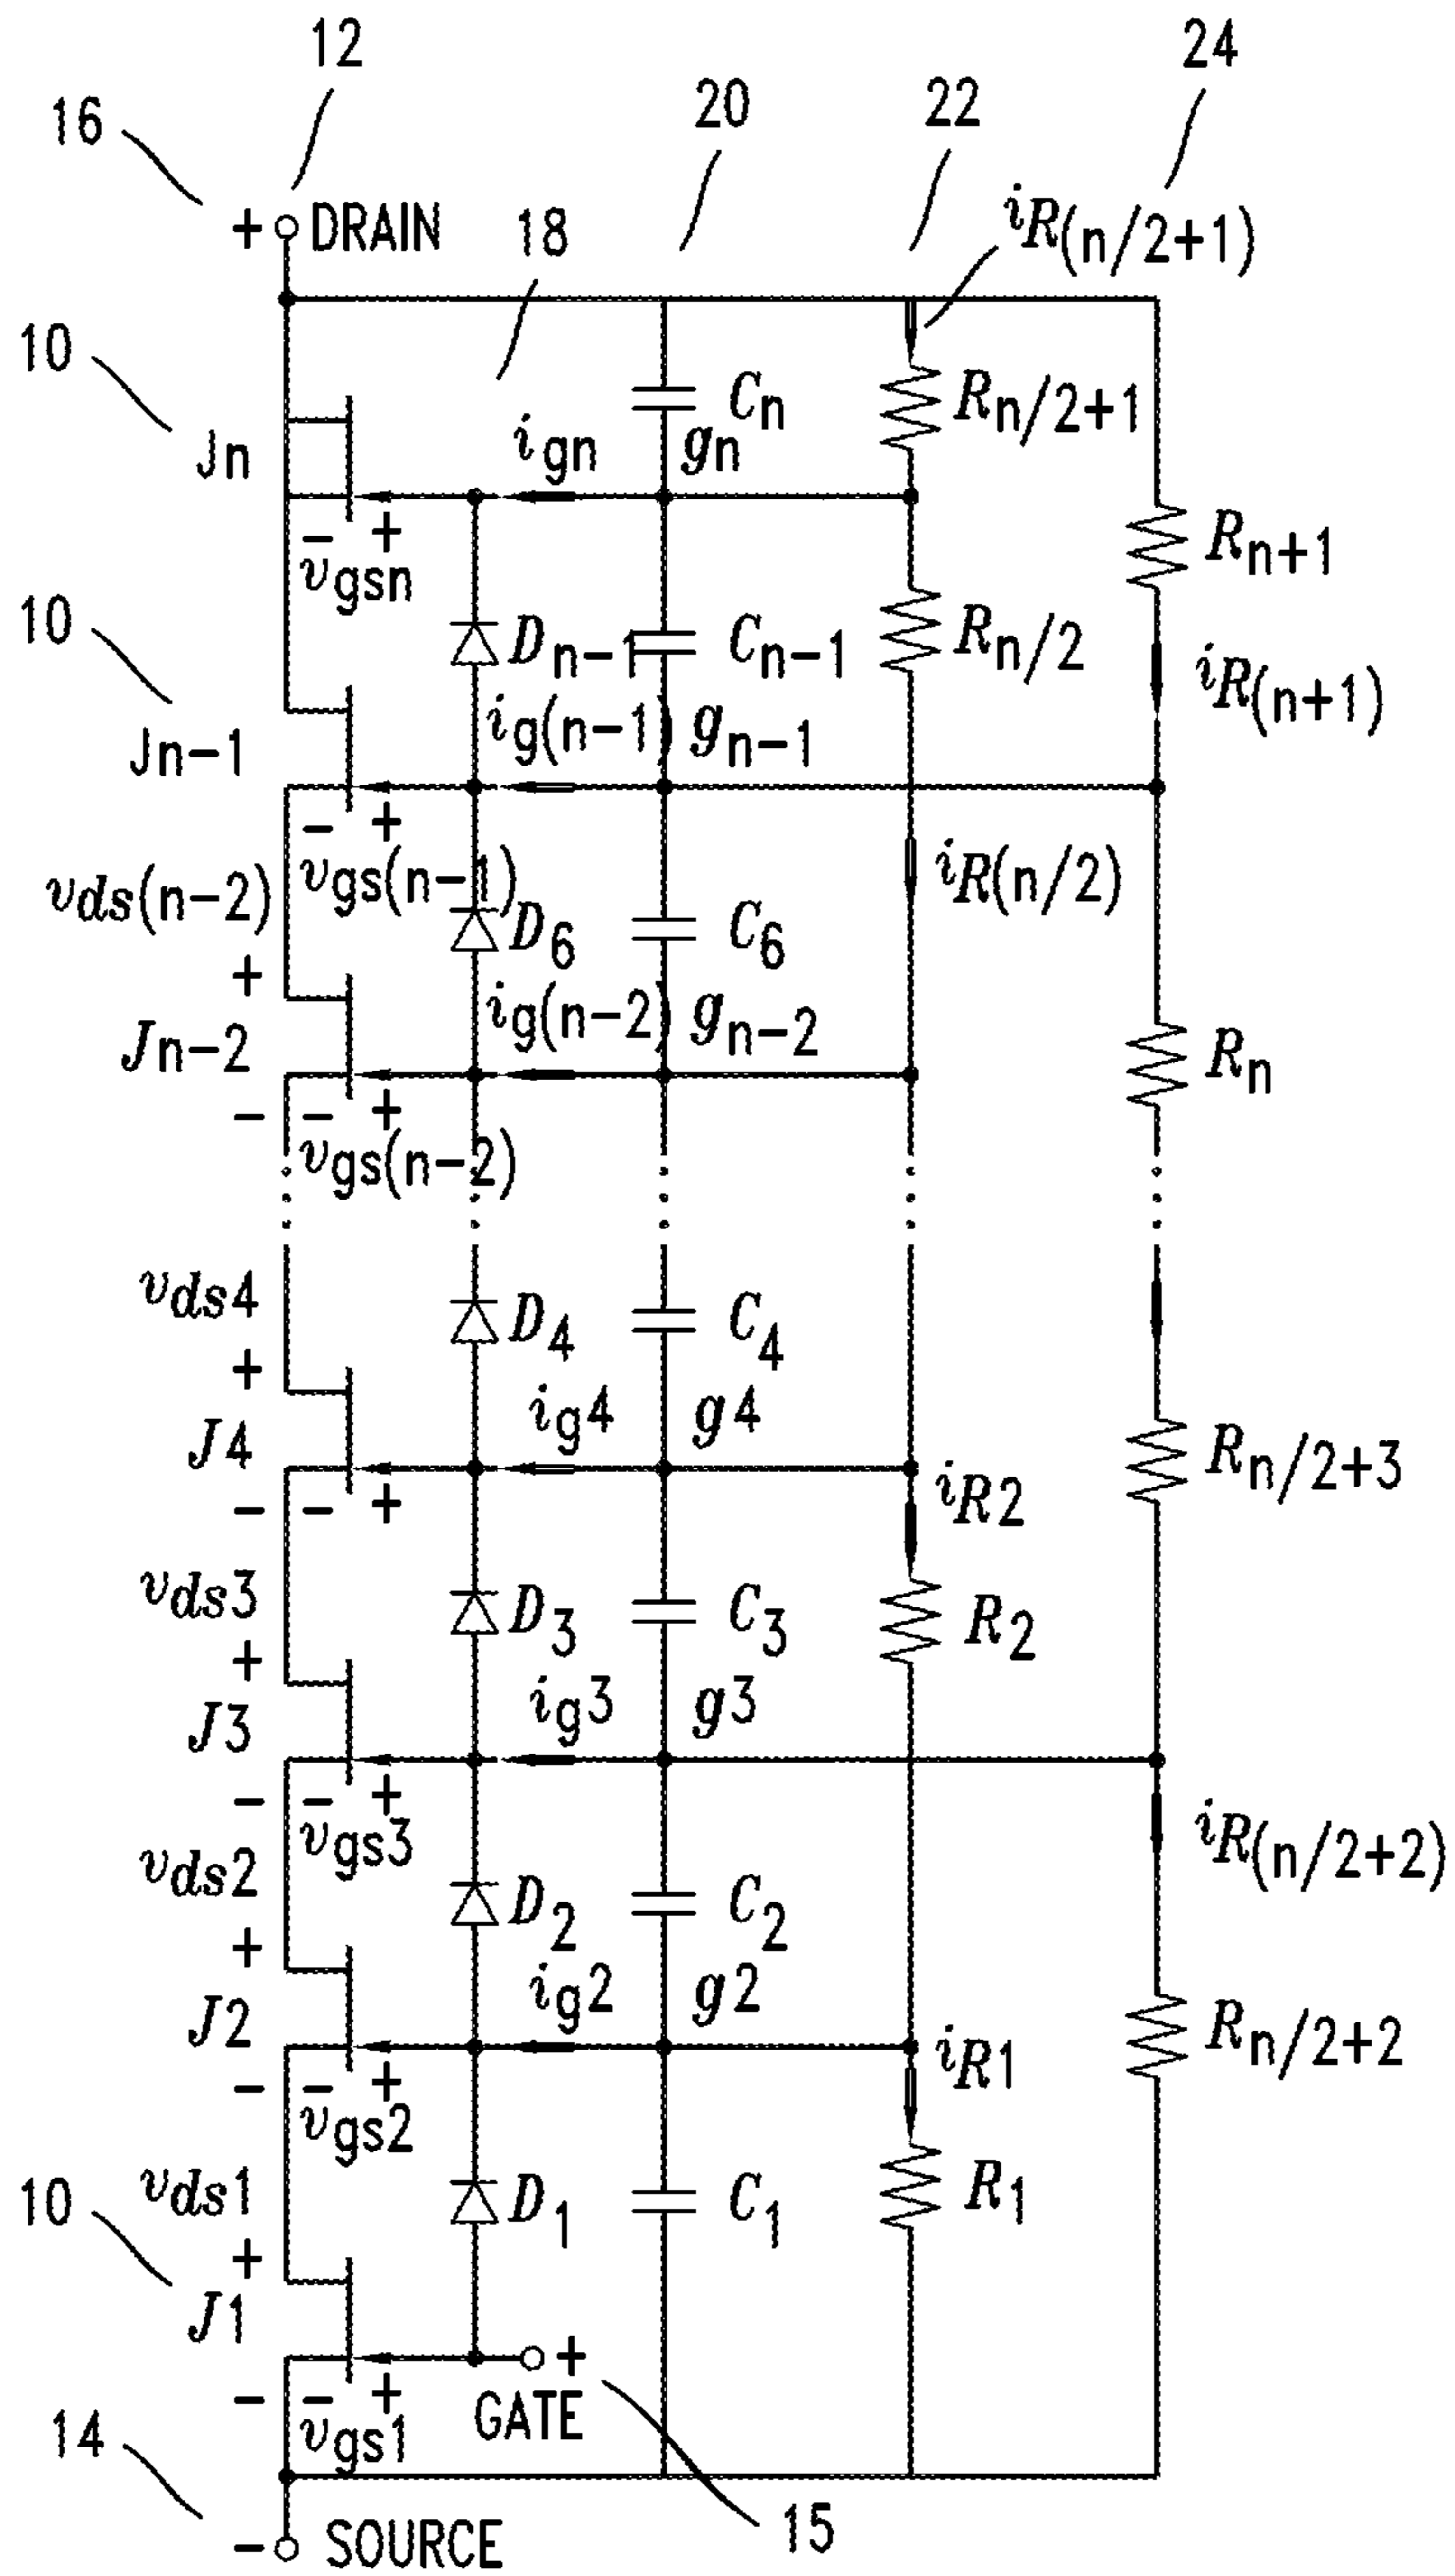 12
24
16
20
22
+ DRAIN
18
iR(n/2+1)
10
Jn
ign
gn
Cn
Rn/2+1
- +
vgsn
Rn+1
10
Dn-1
Cn-1
Rn/2
iR(n+1)
Jn-1
ig(n-1)
gn-1
- +
vds(n-2)
vgs(n-1)
D6
C6
iR(n/2)
+
Jn-2
ig(n-2)
gn-2
Rn
- - +
vgs(n-2)
vds4
D4
C4
+
J4
ig4
g4
Rn/2+3
- - +
iR2
vds3
D3
C3
R2
+
J3
ig3
g3
- - +
vgs3
iR(n/2+2)
vds2
D2
C2
+
J2
ig2
g2
Rn/2+2
- - +
vgs2
iR1
10
vds1
D1
C1
R1
+
J1
+
GATE
- - +
vgs1
14
15
- SOURCE